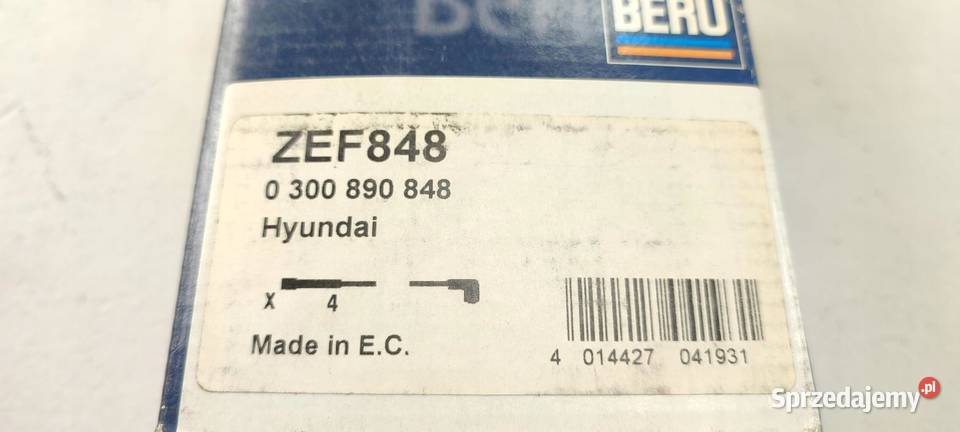 BERU
ZEF848
0 300 890 848
Hyundai
X 4
Made in E.C.
4 014427 041931
Sprzedajemy.pl